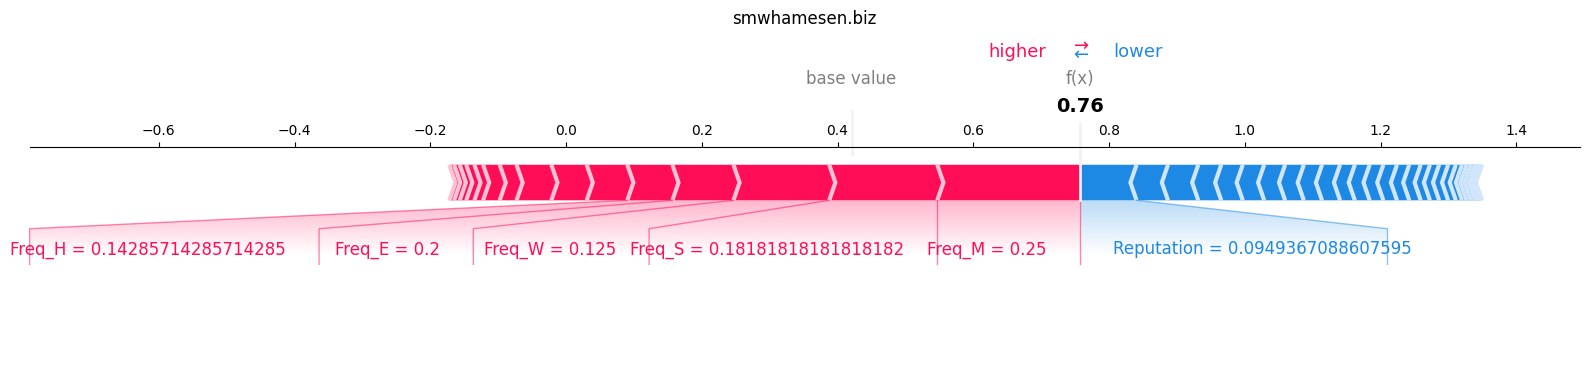 smwhamesen.biz
higher → ← lower
base value f(x)
0.76
−0.6 −0.4 −0.2 0.0 0.2 0.4 0.6 0.8 1.0 1.2 1.4
Freq_H = 0.14285714285714285 Freq_E = 0.2 Freq_W = 0.125 Freq_S = 0.18181818181818182 Freq_M = 0.25 Reputation = 0.0949367088607595